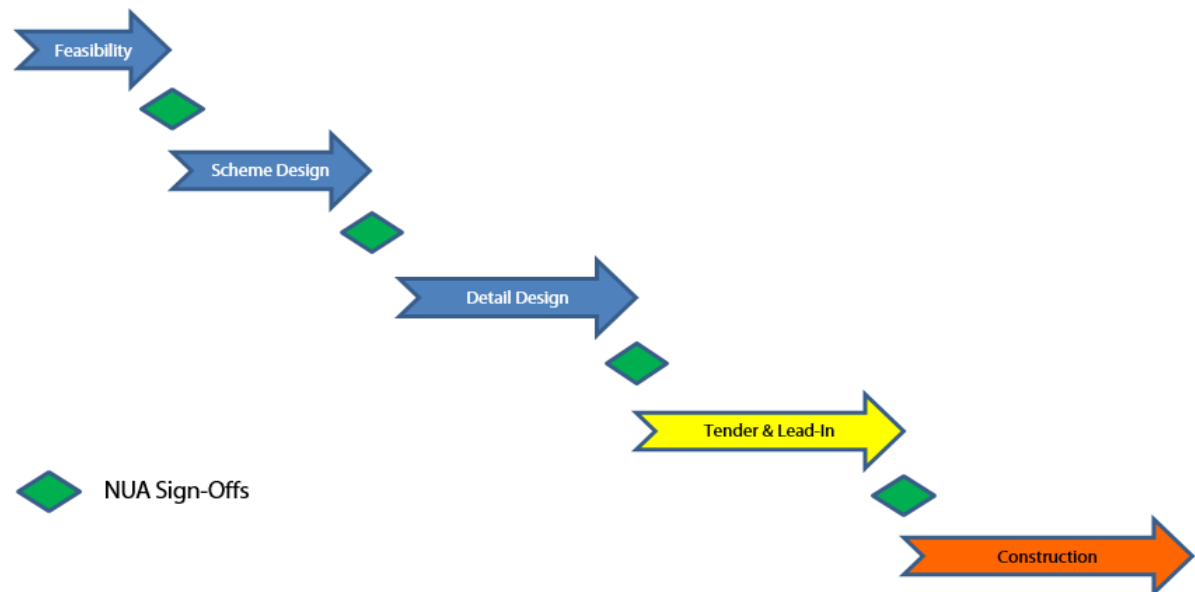 Feasibility
Scheme Design
Detail Design
Tender & Lead-In
NUA Sign-Offs
Construction